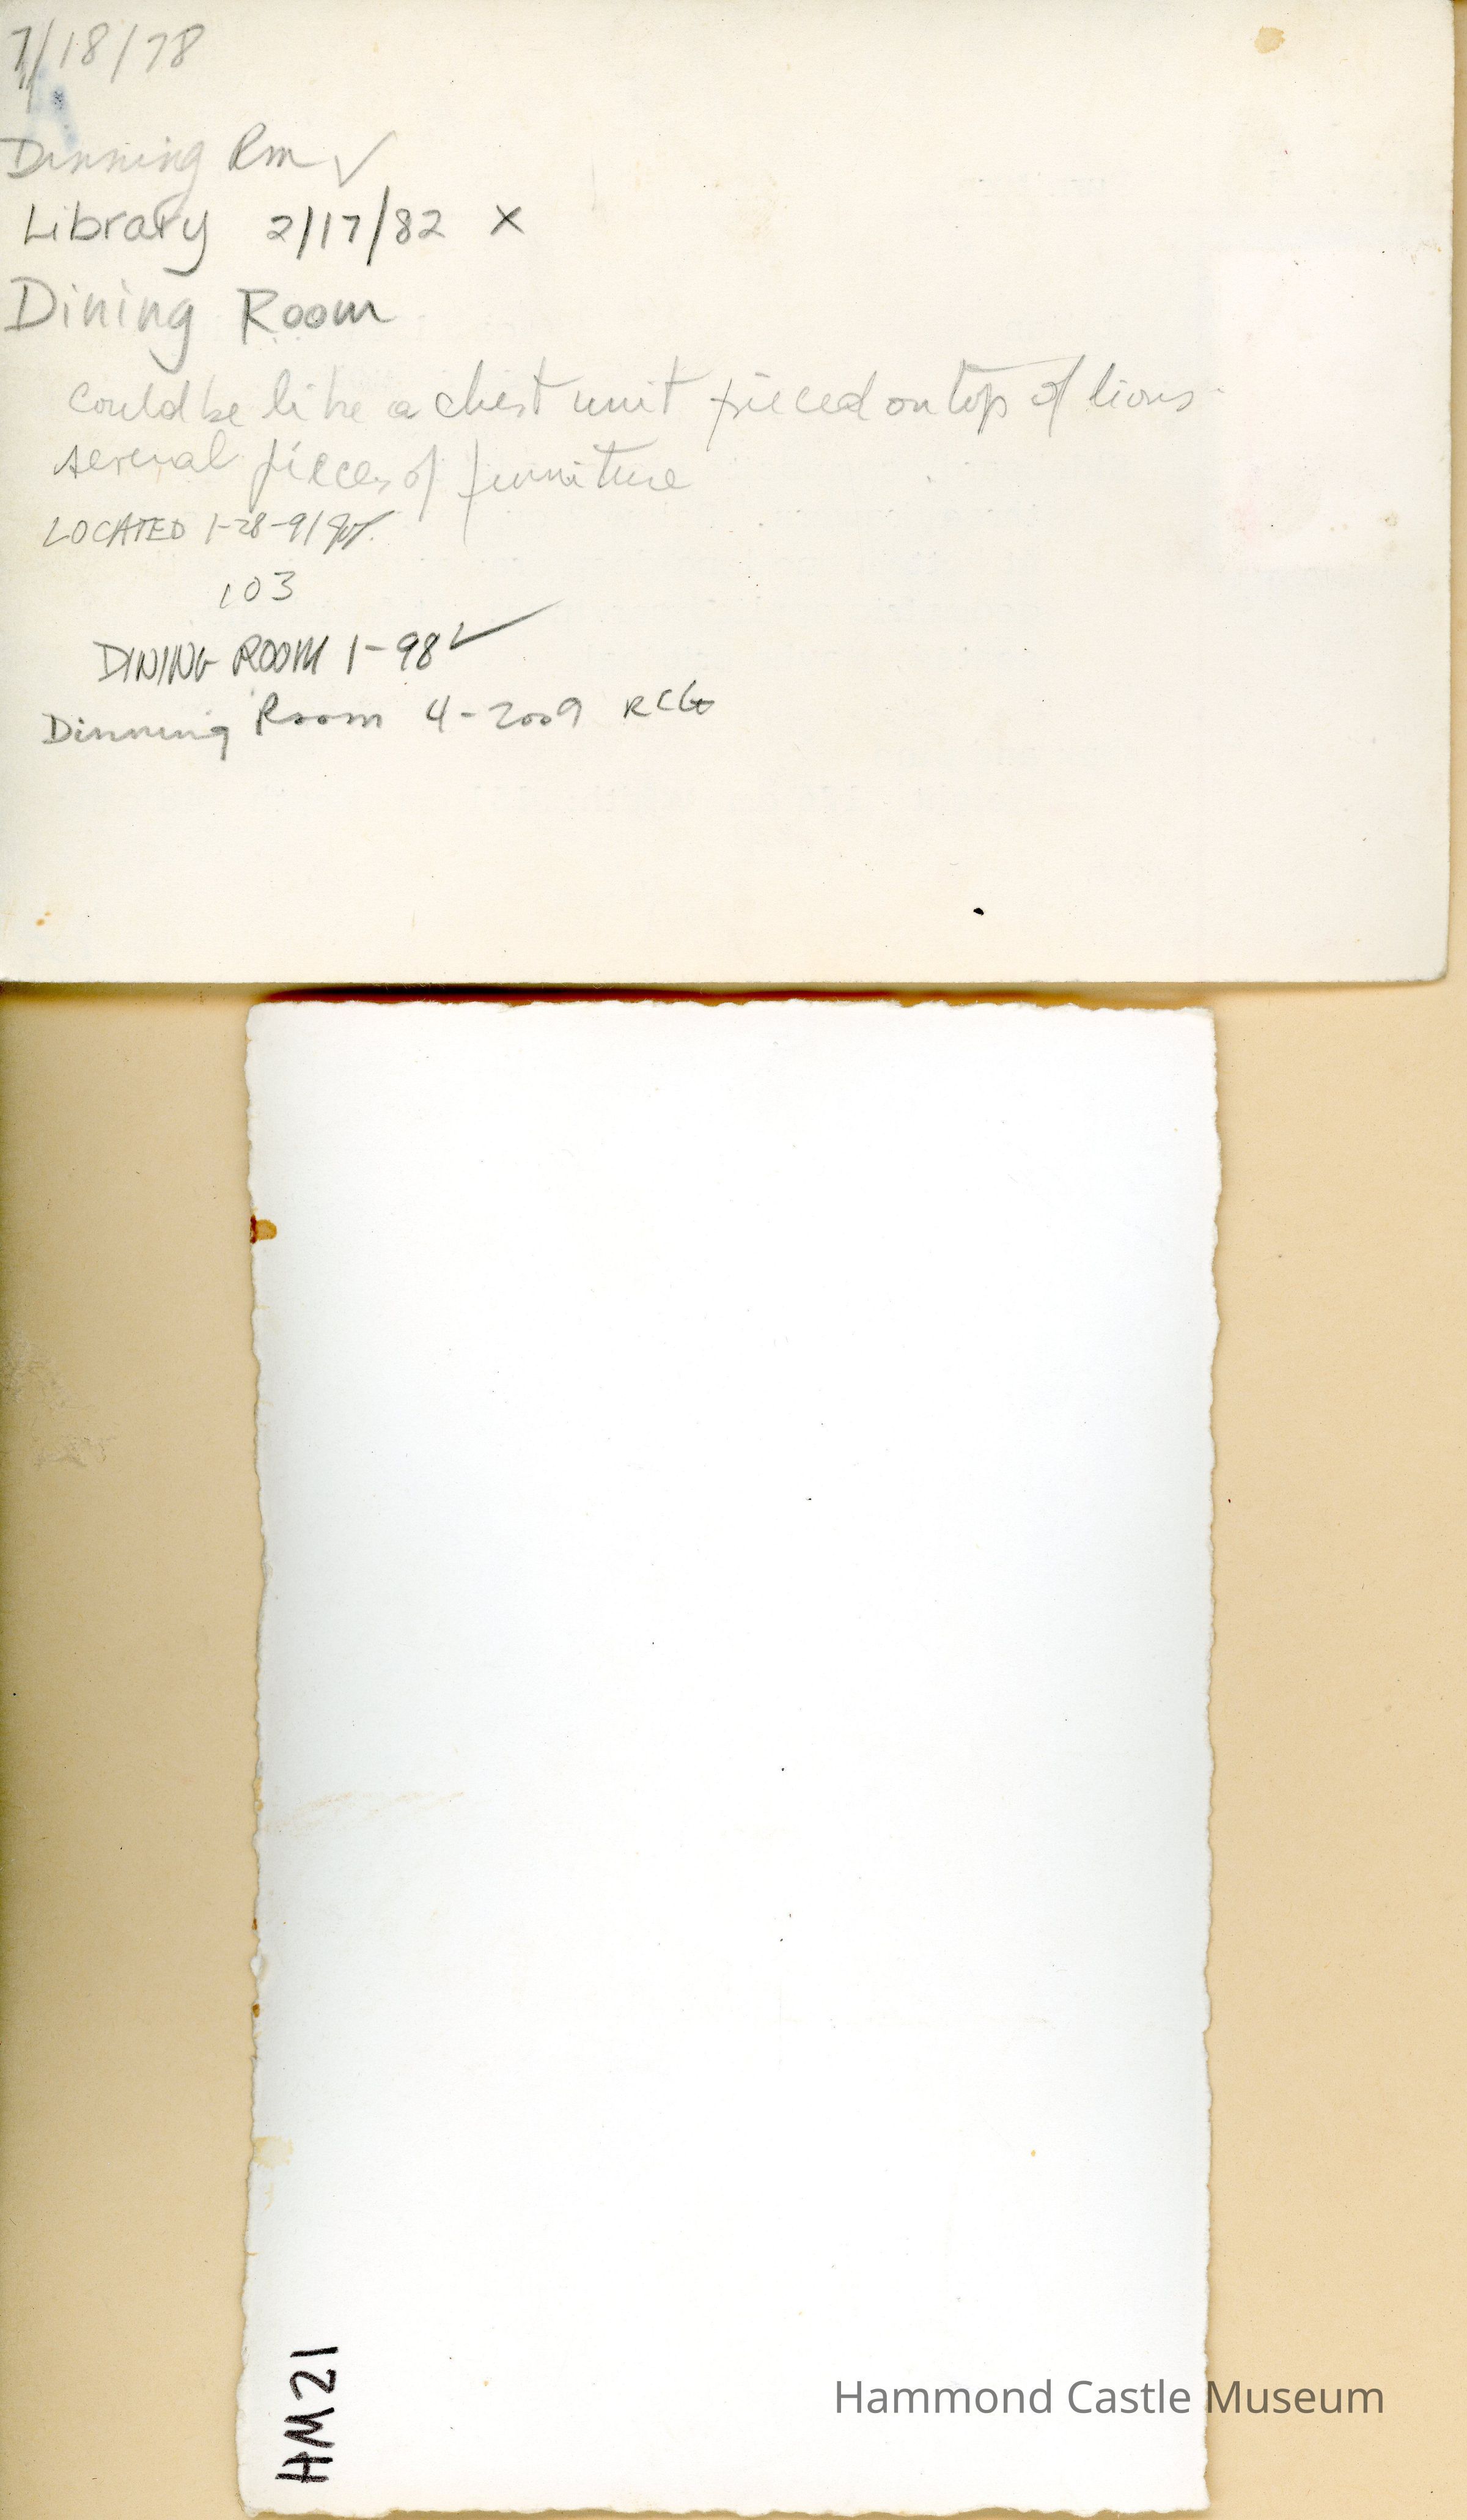 7/18/78
Dinning Rm ✓
Library 2/17/82 X
Dining Room
could be like a chest unit pieced on top of lions -
several pieces of furniture
LOCATED 1-28-91
103
DINING ROOM 1-98 ✓
Dinning Room 4-2009 RCG
HM21
Hammond Castle Museum